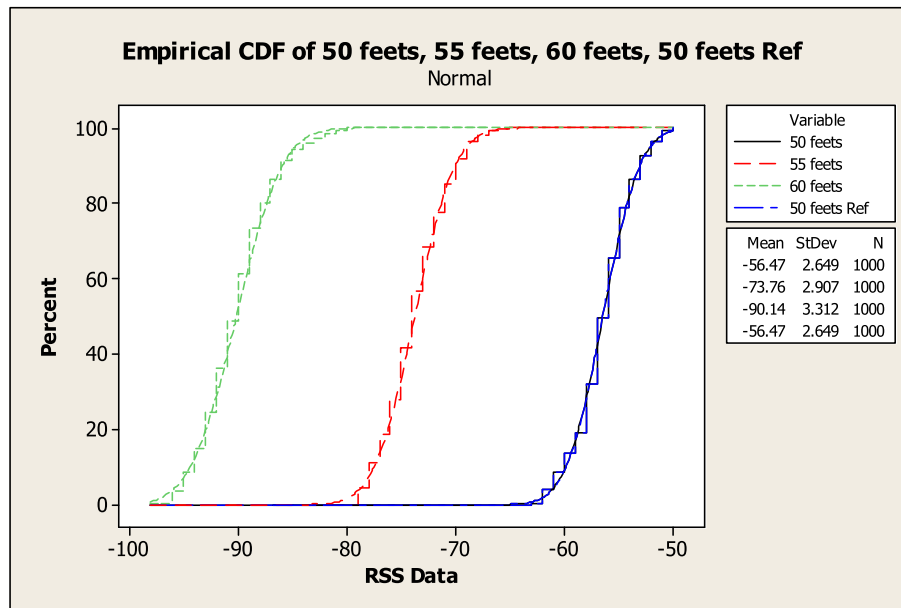 Empirical CDF of 50 feets, 55 feets, 60 feets, 50 feets Ref
Normal
Percent
100
80
60
40
20
0
-100 -90 -80 -70 -60 -50
RSS Data
Variable
50 feets
55 feets
60 feets
50 feets Ref
Mean StDev N
-56.47 2.649 1000
-73.76 2.907 1000
-90.14 3.312 1000
-56.47 2.649 1000